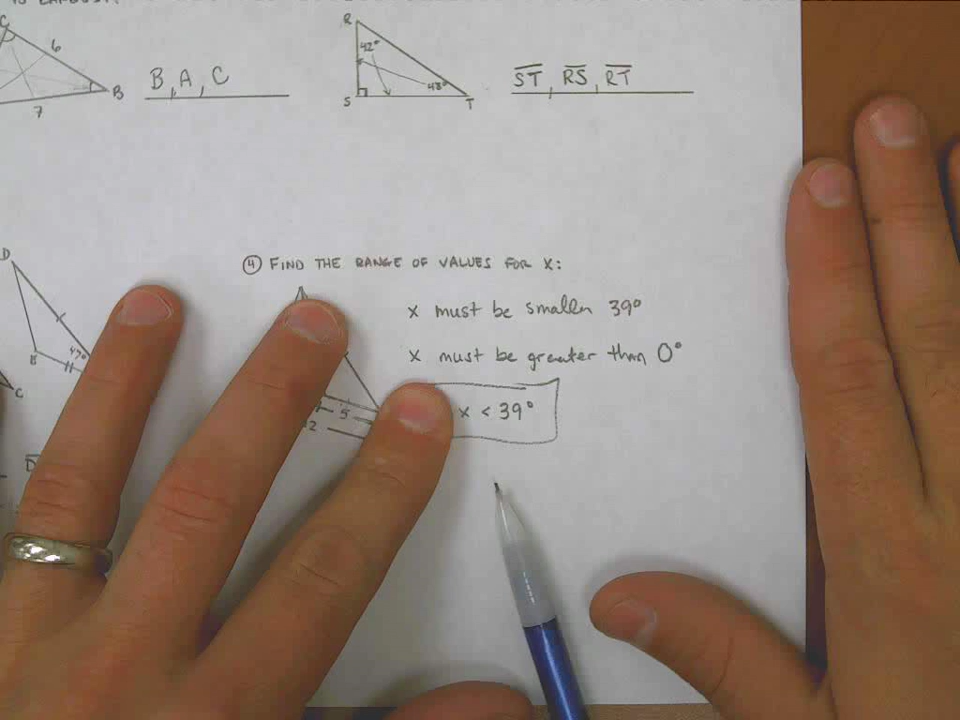 C
6
B
7
B, A, C
R
42°
48°
S
T
ST, RS, RT
D
47°
B
C
④ FIND THE RANGE OF VALUES FOR X:
x must be smaller 39°
x must be greater than 0°
5
2
x < 39°